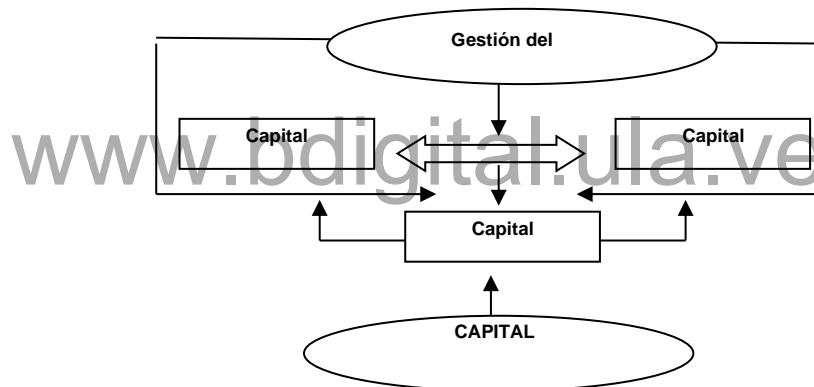 Gestión del
Capital
Capital
www.bdigital.ula.ve
Capital
CAPITAL